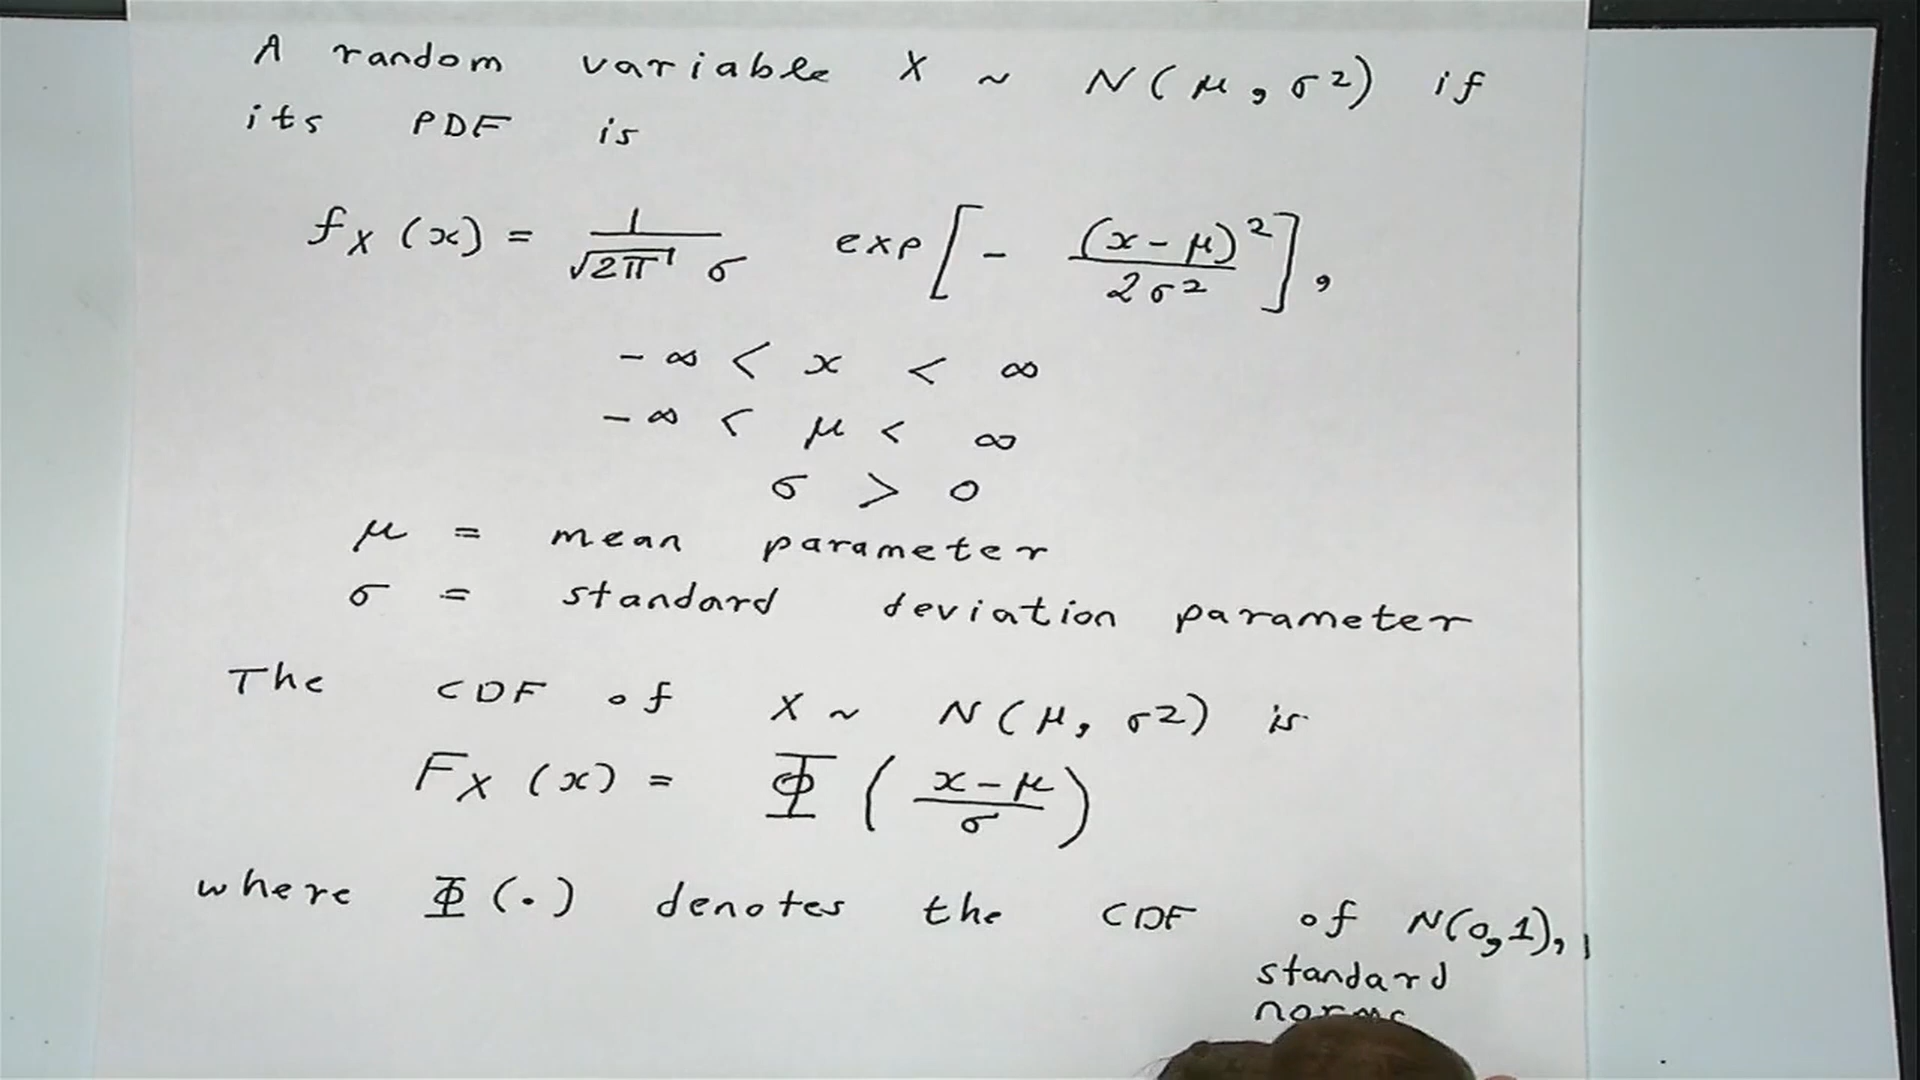 A random variable X ~ N(μ, σ²) if
its PDF is
f_X(x) = 1/(√2π σ) exp[- (x-μ)²/(2σ²)],
-∞ < x < ∞
-∞ < μ < ∞
σ > 0
μ = mean parameter
σ = standard deviation parameter
The CDF of X ~ N(μ, σ²) is
F_X(x) = Φ((x-μ)/σ)
where Φ(·) denotes the CDF of N(0,1),
standard